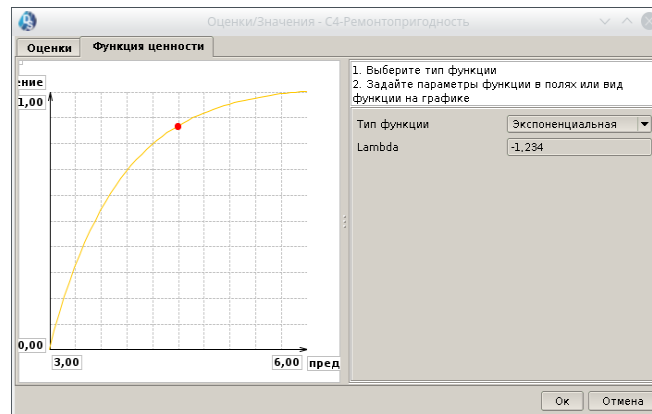 Оценки/Значения - С4-Ремонтопригодность
Оценки
Функция ценности
ение
1,00
0,00
3,00
6,00
пред
1. Выберите тип функции
2. Задайте параметры функции в полях или вид
функции на графике
Тип функции
Экспоненциальная
Lambda
-1,234
Ок
Отмена